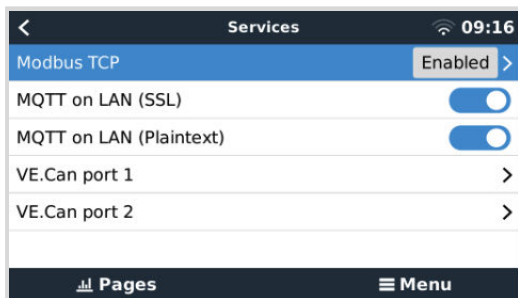 Services 09:16
Modbus TCP Enabled
MQTT on LAN (SSL)
MQTT on LAN (Plaintext)
VE.Can port 1
VE.Can port 2
Pages Menu